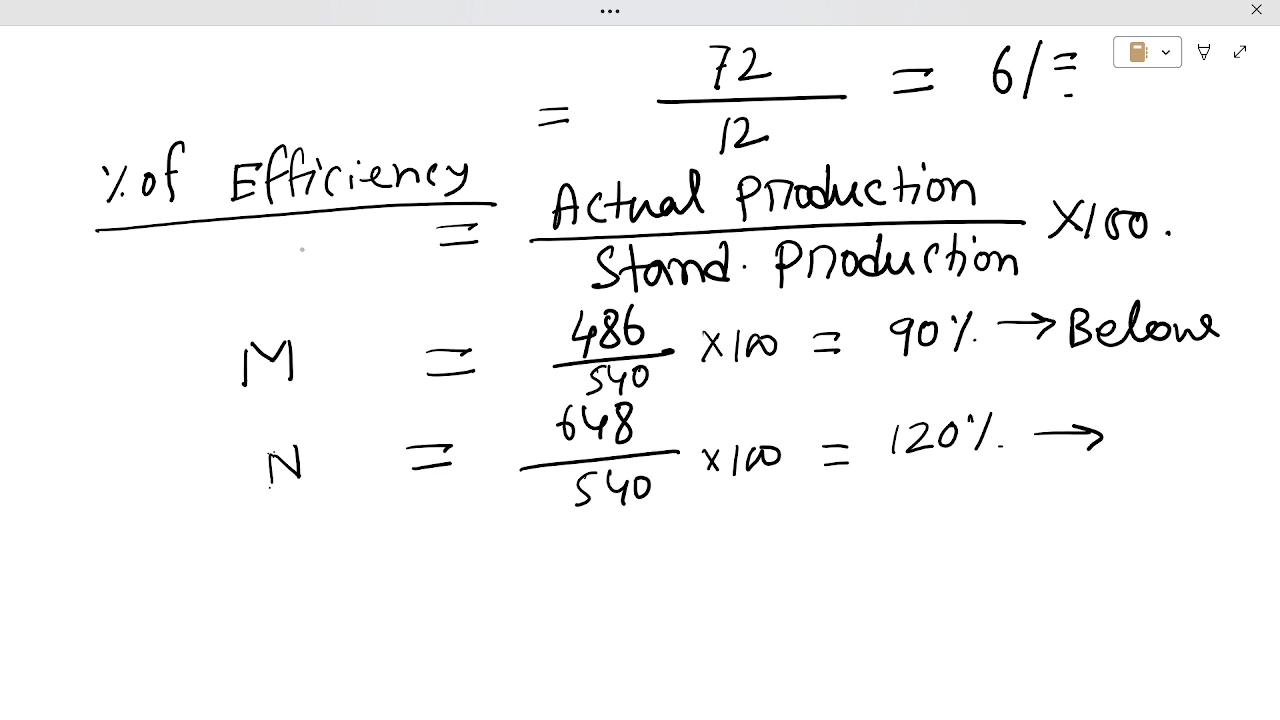 = 72/12 = 6/=
% of Efficiency = Actual Production / Stand. Production X100.
M = 486/540 x100 = 90% → Below
N = 648/540 x100 = 120% →